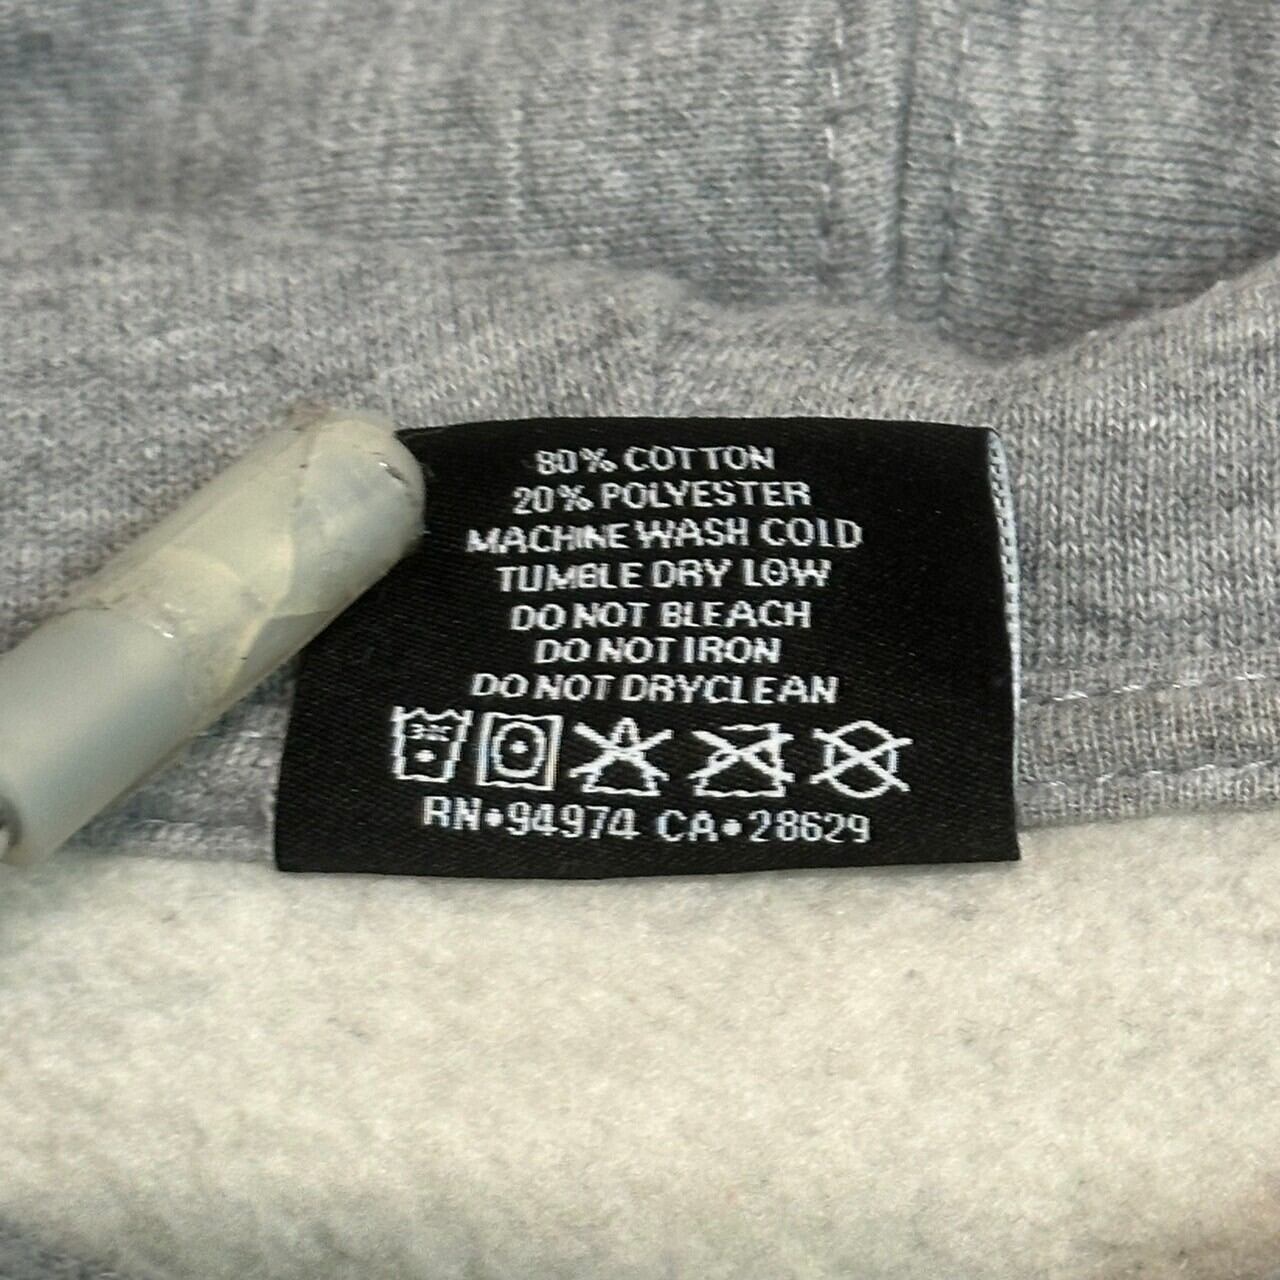 80% COTTON
20% POLYESTER
MACHINE WASH COLD
TUMBLE DRY LOW
DO NOT BLEACH
DO NOT IRON
DO NOT DRYCLEAN
RN•94974 CA•28629